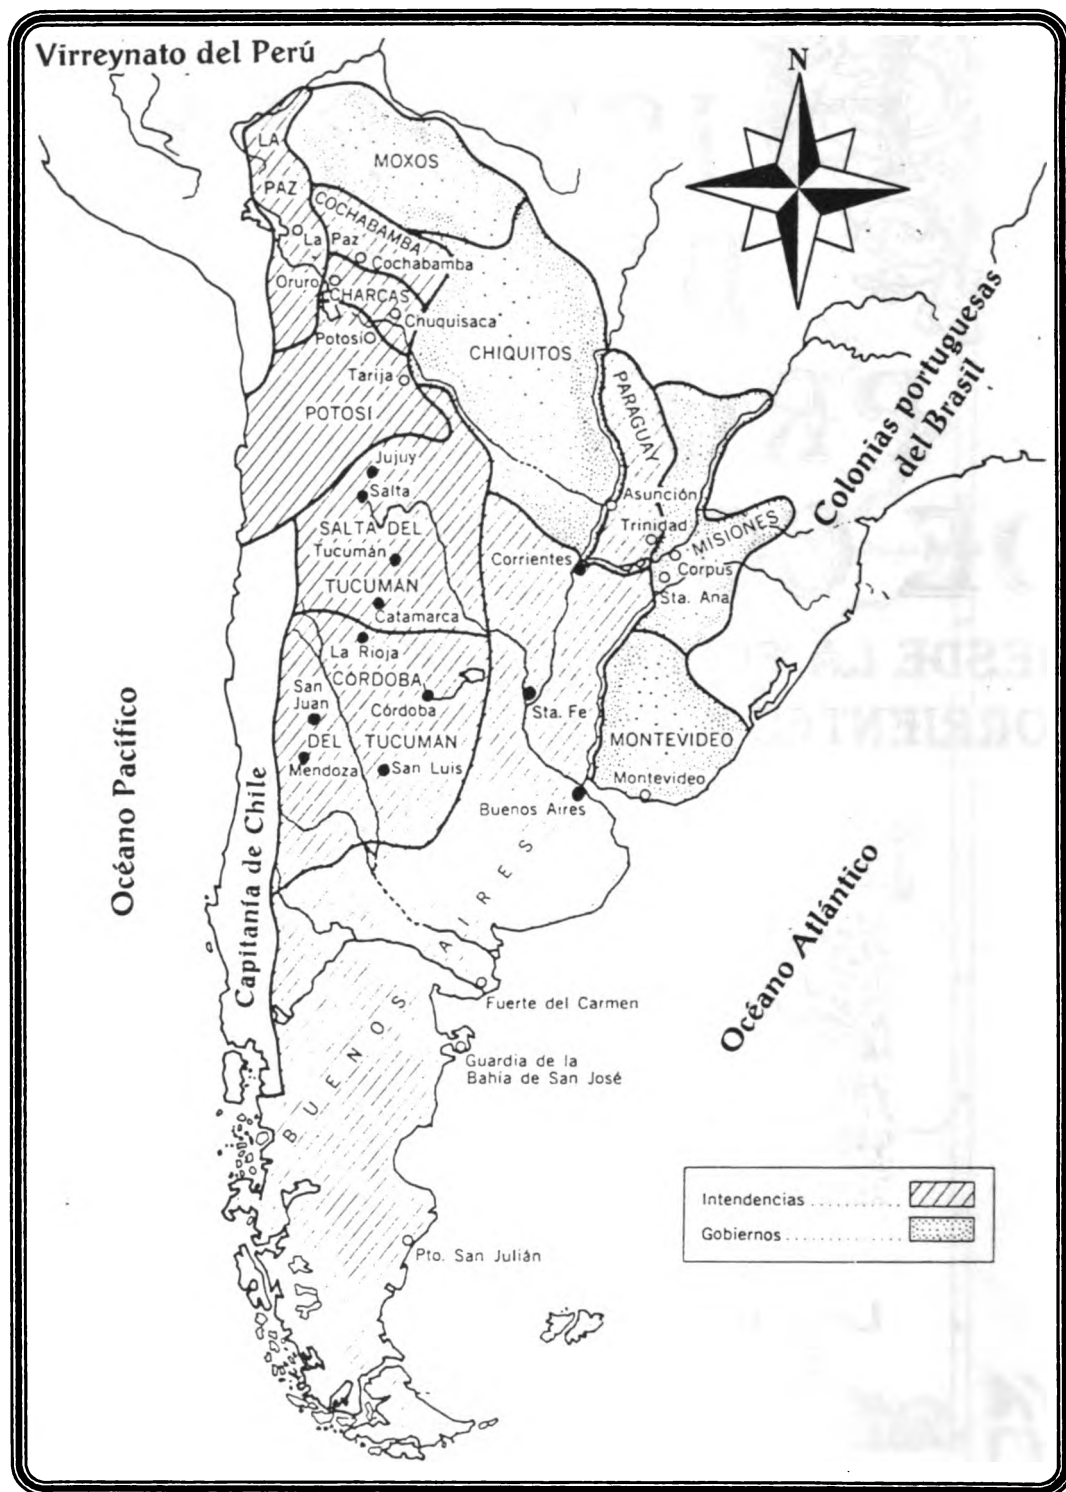 Virreynato del Perú
N
LA
PAZ
MOXOS
COCHABAMBA
La Paz
Cochabamba
Oruro
CHARCAS
Chuquisaca
Potosí
Tarija
CHIQUITOS
POTOSI
PARAGUAY
Colonias portuguesas
del Brasil
Jujuy
Salta
SALTA DEL
Tucumán
TUCUMAN
Catamarca
Asunción
Trinidad
MISIONES
Corrientes
Corpus
Sta. Ana
La Rioja
CÓRDOBA
San
Juan
Córdoba
DEL
TUCUMAN
Mendoza
San Luis
Sta. Fe
MONTEVIDEO
Montevideo
Buenos Aires
Océano Pacífico
Capitanía de Chile
BUENOS AIRES
Océano Atlántico
Fuerte del Carmen
Guardia de la
Bahía de San José
Pto. San Julián
Intendencias
Gobiernos